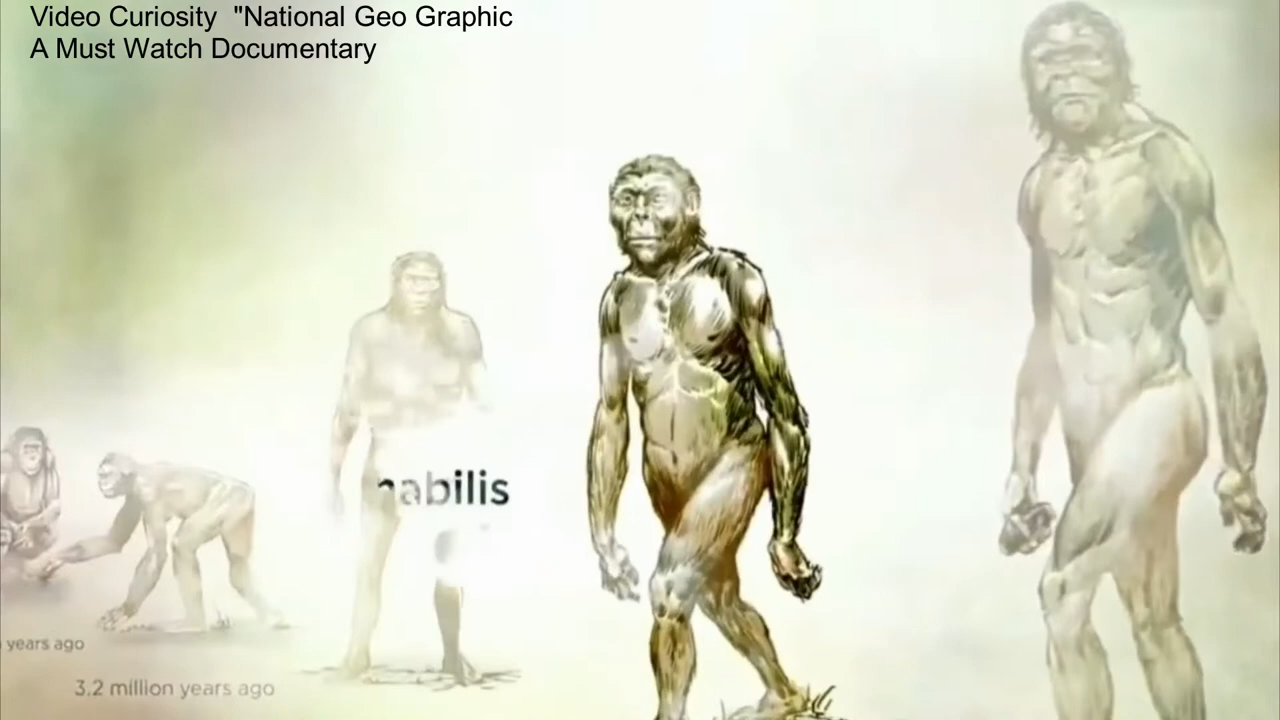 Video Curiosity  "National Geo Graphic
A Must Watch Documentary
habilis
years ago
3.2 million years ago